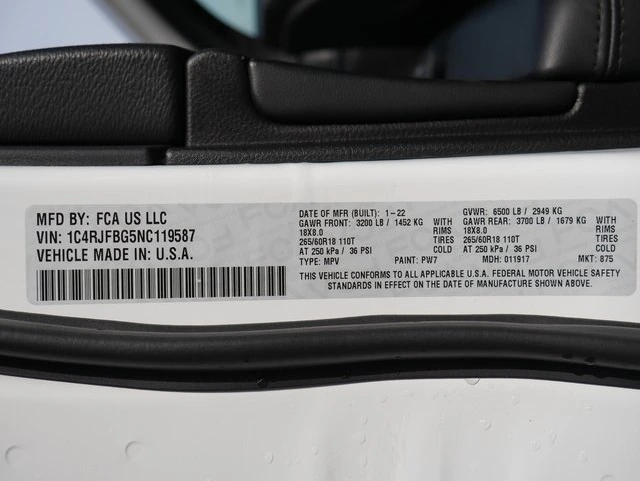 MFD BY: FCA US LLC
VIN: 1C4RJFBG5NC119587
VEHICLE MADE IN: U.S.A.
DATE OF MFR (BUILT): 1-22 GVWR: 6500 LB / 2949 KG
GAWR FRONT: 3200 LB / 1452 KG WITH GAWR REAR: 3700 LB / 1679 KG WITH
18X8.0 RIMS 18X8.0 RIMS
265/60R18 110T TIRES 265/60R18 110T TIRES
AT 250 kPa / 36 PSI COLD AT 250 kPa / 36 PSI COLD
TYPE: MPV PAINT: PW7 MDH: 011917 MKT: 875
THIS VEHICLE CONFORMS TO ALL APPLICABLE U.S.A. FEDERAL MOTOR VEHICLE SAFETY
STANDARDS IN EFFECT ON THE DATE OF MANUFACTURE SHOWN ABOVE.